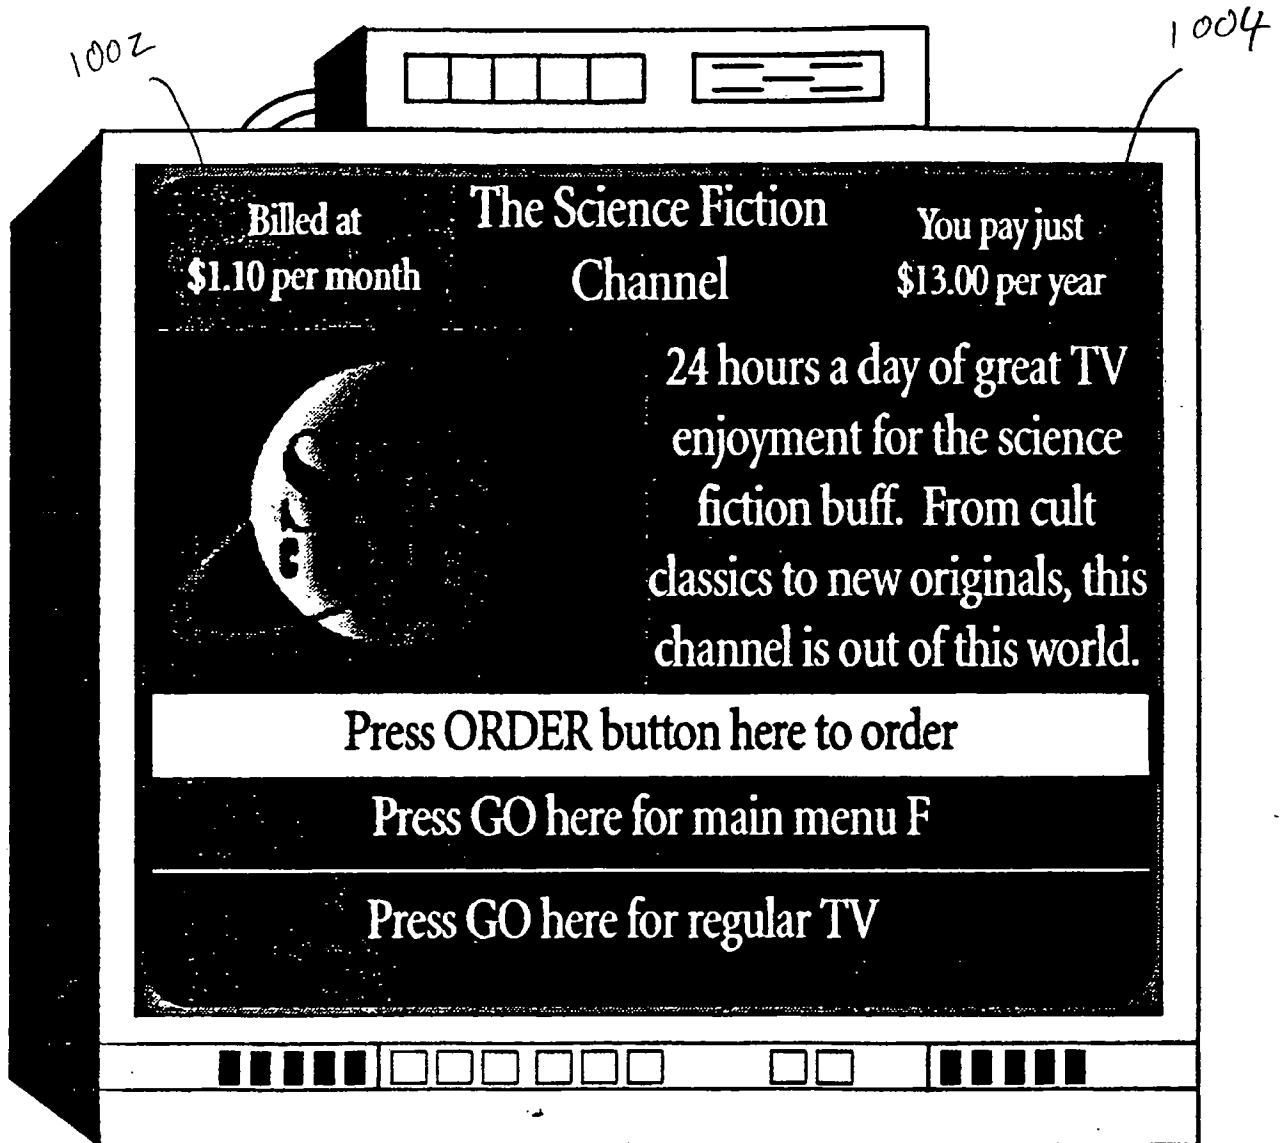 1002
1004
Billed at
$1.10 per month
The Science Fiction
Channel
You pay just
$13.00 per year
24 hours a day of great TV
enjoyment for the science
fiction buff. From cult
classics to new originals, this
channel is out of this world.
Press ORDER button here to order
Press GO here for main menu F
Press GO here for regular TV